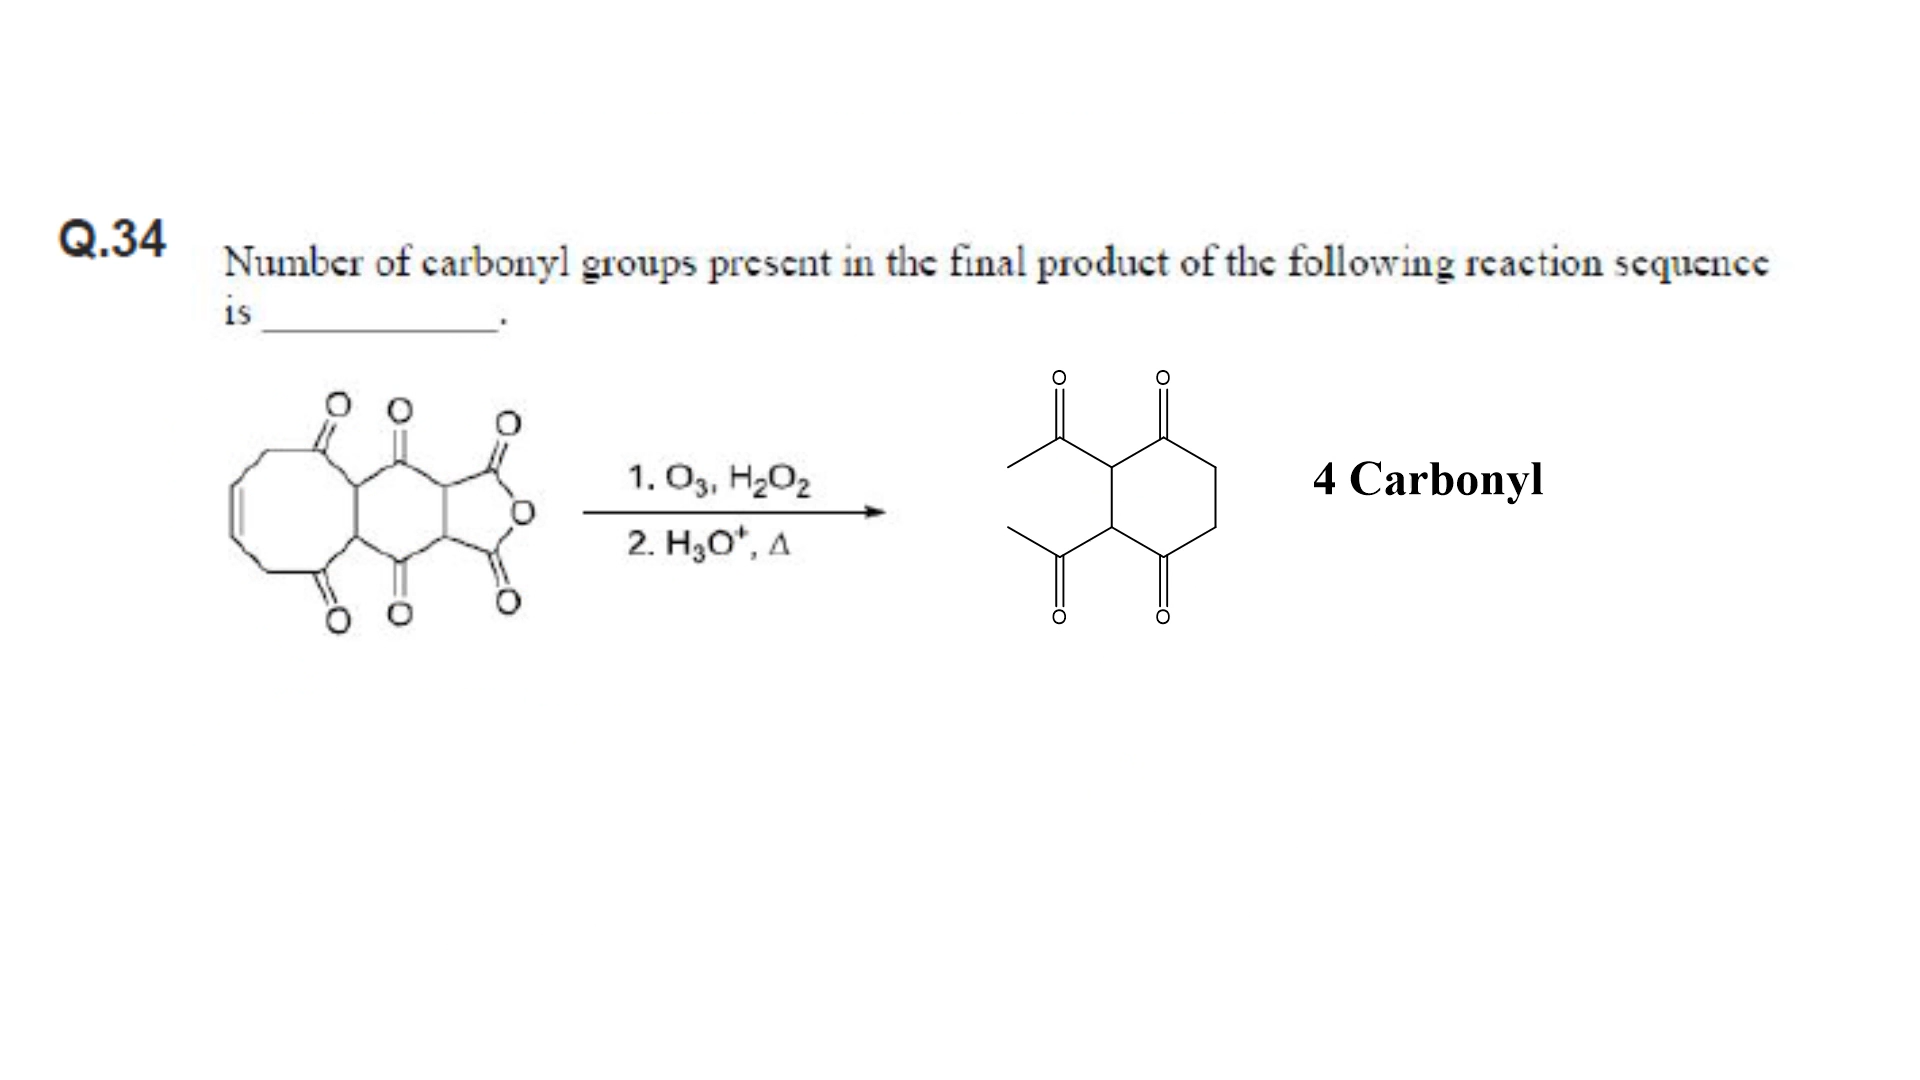 Q.34
Number of carbonyl groups present in the final product of the following reaction sequence
is __________.
O O O
O
O O O
1. O₃, H₂O₂
2. H₃O⁺, Δ
O O
O O
4 Carbonyl